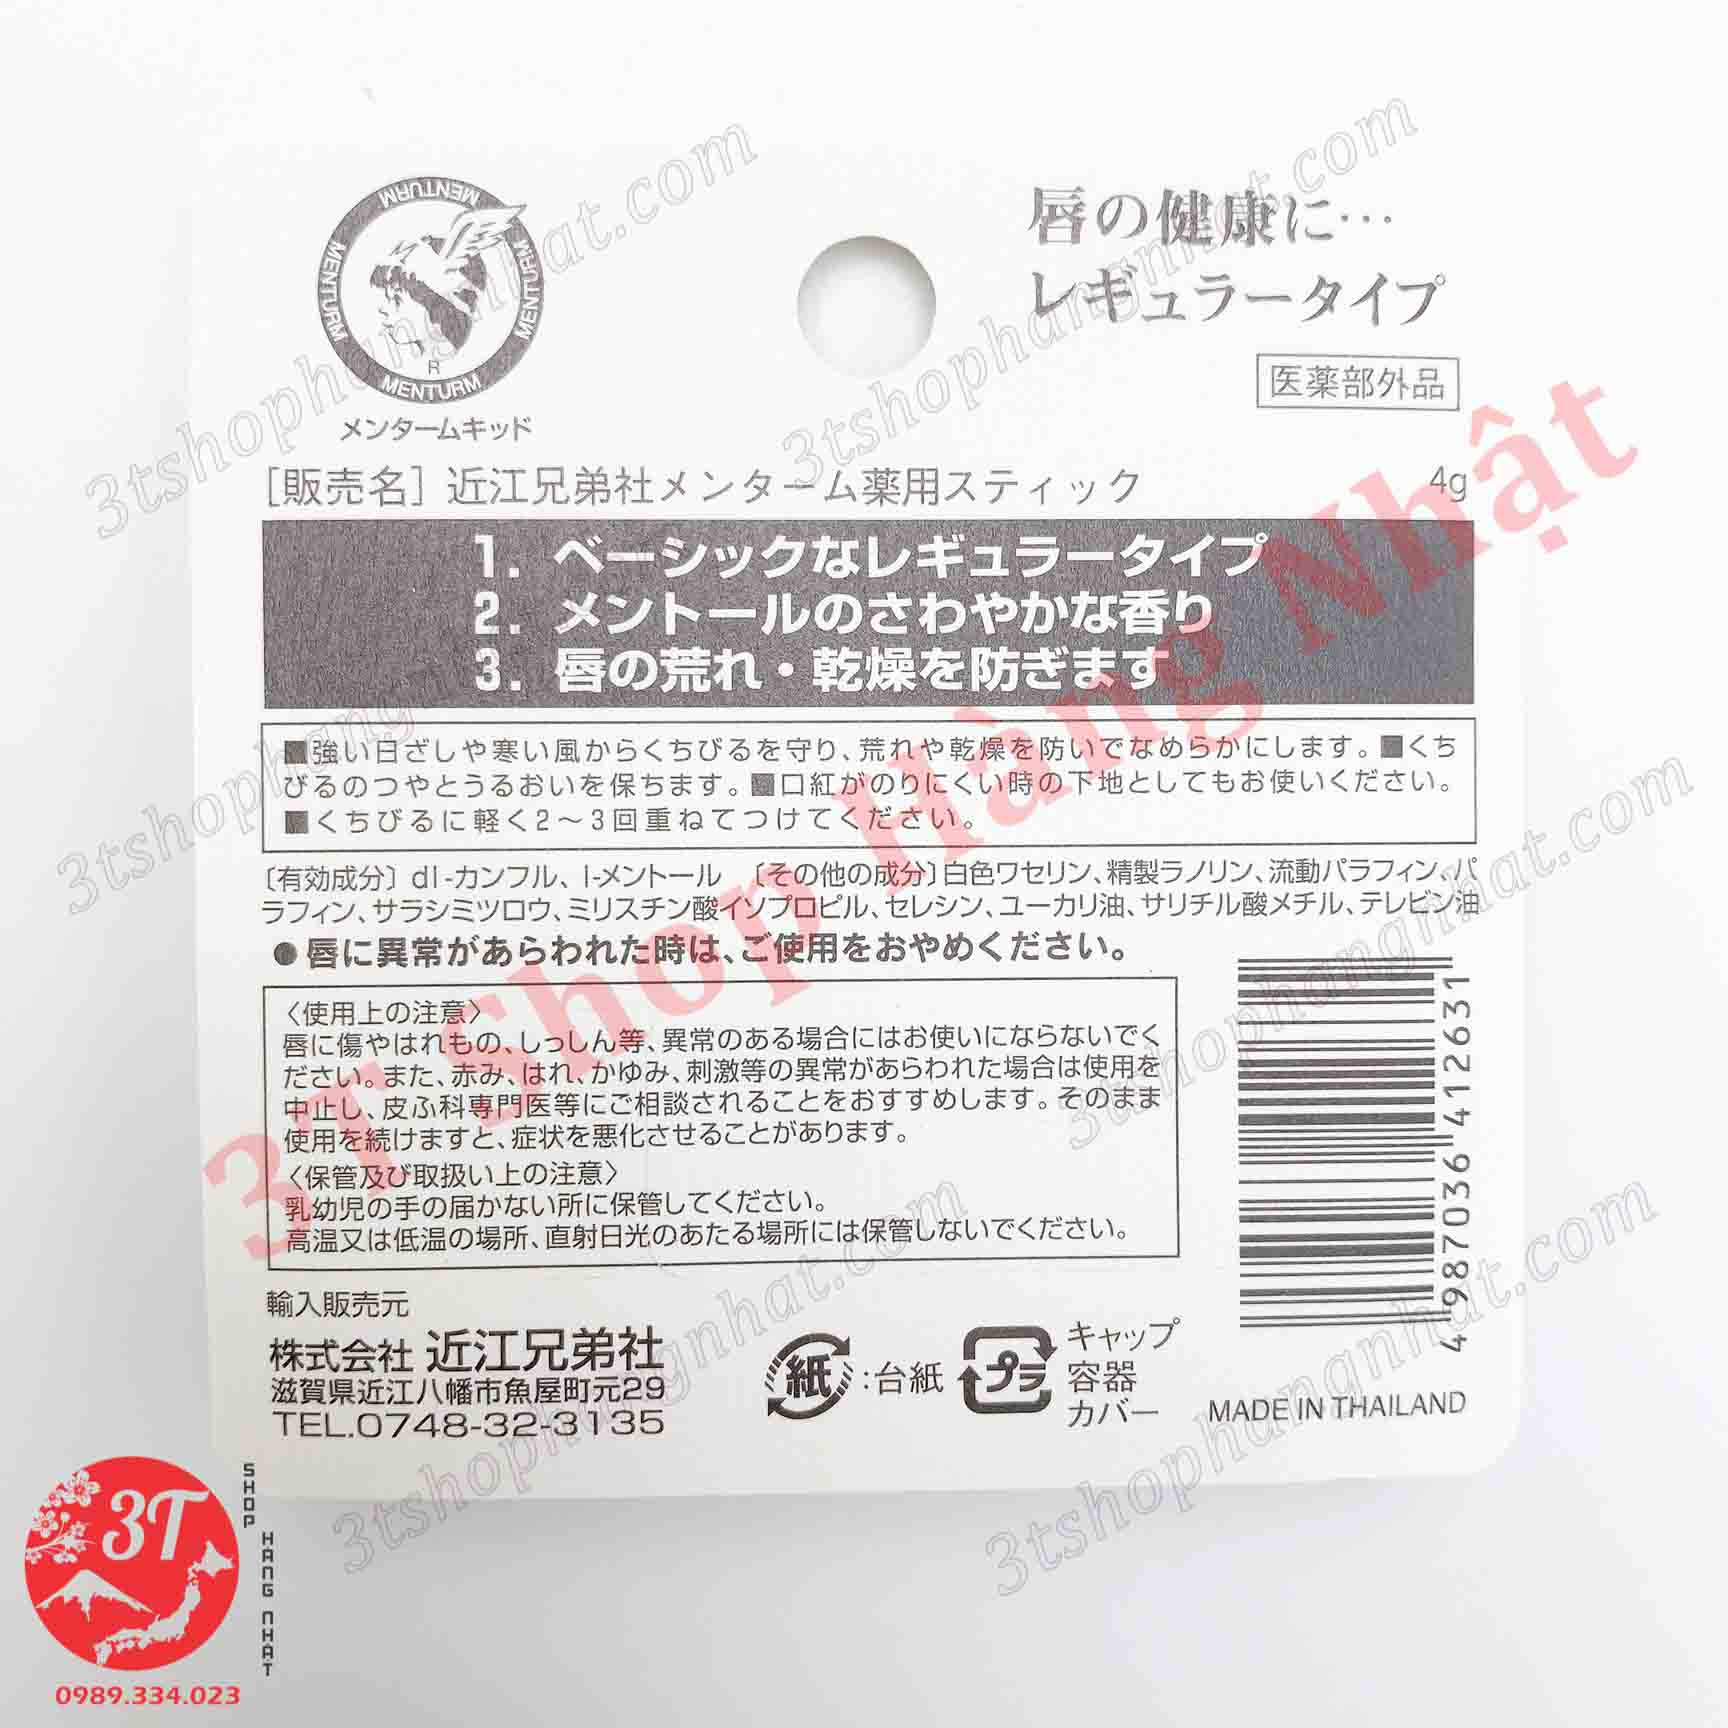 MENTURM
MENTURM
MENTURM
R
MENTURM
メンタームキッド
唇の健康に…
レギュラータイプ
医薬部外品
[販売名] 近江兄弟社メンターム薬用スティック 4g
1. ベーシックなレギュラータイプ
2. メントールのさわやかな香り
3. 唇の荒れ・乾燥を防ぎます
■強い日ざしや寒い風からくちびるを守り、荒れや乾燥を防いでなめらかにします。■くち
びるのつやとうるおいを保ちます。■口紅がのりにくい時の下地としてもお使いください。
■くちびるに軽く2～3回重ねてつけてください。
〔有効成分〕dl-カンフル、l-メントール 〔その他の成分〕白色ワセリン、精製ラノリン、流動パラフィン、パ
ラフィン、サラシミツロウ、ミリスチン酸イソプロピル、セレシン、ユーカリ油、サリチル酸メチル、テレビン油
●唇に異常があらわれた時は、ご使用をおやめください。
〈使用上の注意〉
唇に傷やはれもの、しっしん等、異常のある場合にはお使いにならないでく
ださい。また、赤み、はれ、かゆみ、刺激等の異常があらわれた場合は使用を
中止し、皮ふ科専門医等にご相談されることをおすすめします。そのまま
使用を続けますと、症状を悪化させることがあります。
〈保管及び取扱い上の注意〉
乳幼児の手の届かない所に保管してください。
高温又は低温の場所、直射日光のあたる場所には保管しないでください。
4987036412631
輸入販売元
株式会社 近江兄弟社
滋賀県近江八幡市魚屋町元29
TEL.0748-32-3135
紙 :台紙
プラ キャップ
容器
カバー
MADE IN THAILAND
3T Shop Hàng Nhật
3tshophangnhat.com
3tshophangnhat.com
3tshophangnhat.com
3tshophangnhat.com
3tshophangnhat.com
3tshophangnhat.com
3T
SHOP HÀNG NHẬT
0989.334.023